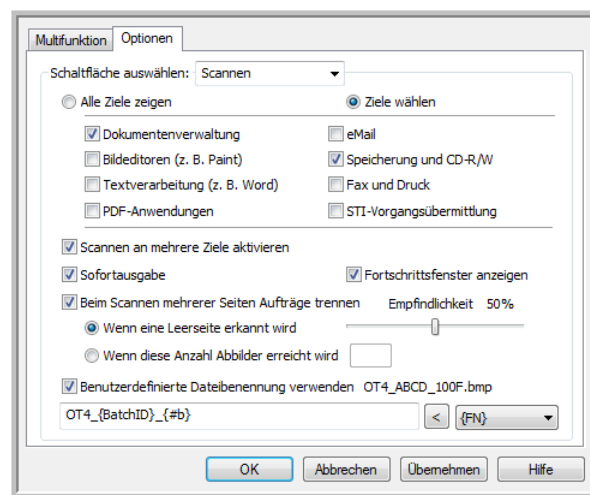 Multifunktion Optionen
Schaltfläche auswählen: Scannen
Alle Ziele zeigen Ziele wählen
Dokumentenverwaltung eMail
Bildeditoren (z. B. Paint) Speicherung und CD-R/W
Textverarbeitung (z. B. Word) Fax und Druck
PDF-Anwendungen STI-Vorgangsübermittlung
Scannen an mehrere Ziele aktivieren
Sofortausgabe Fortschrittsfenster anzeigen
Beim Scannen mehrerer Seiten Aufträge trennen Empfindlichkeit 50%
Wenn eine Leerseite erkannt wird
Wenn diese Anzahl Abbilder erreicht wird
Benutzerdefinierte Dateibenennung verwenden OT4_ABCD_100F.bmp
OT4_{BatchID}_{#b} < {FN}
OK Abbrechen Übernehmen Hilfe